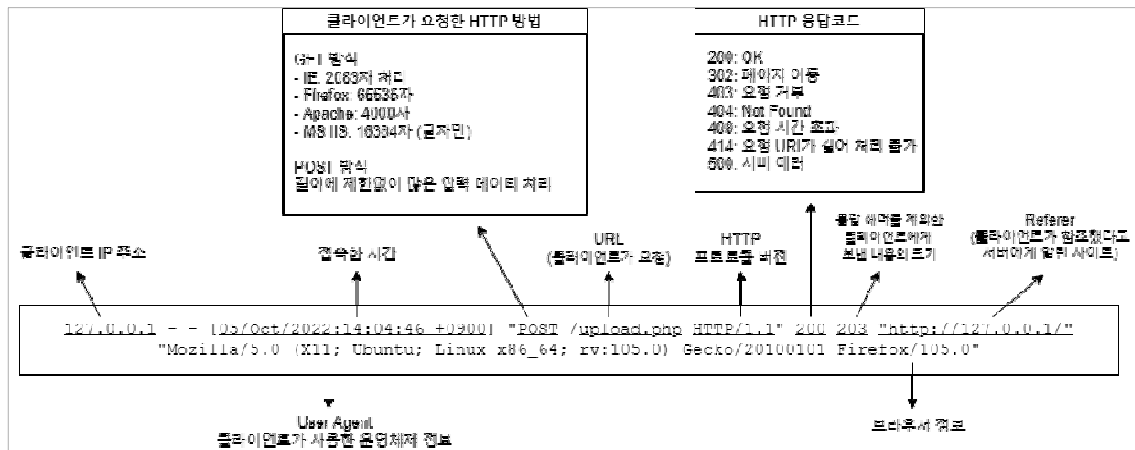 클라이언트가 요청한 HTTP 방법
GET 방식
- IE: 2083자 처리
- Firefox: 65536자
- Apache: 4000자
- MS IIS: 16384자 (글자만)
POST 방식
길이에 제한없이 많은 입력 데이터 처리
HTTP 응답코드
200: OK
302: 페이지 이동
403: 요청 거부
404: Not Found
408: 요청 시간 초과
414: 요청 URI가 길어 처리 불가
500: 서버 에러
클라이언트 IP 주소
접속한 시간
URL
(클라이언트가 요청)
HTTP
프로토콜 버전
응답 헤더를 제외한
클라이언트에게
보낸 내용의 크기
Referer
(클라이언트가 참조했다고
서버에게 알린 사이트)
127.0.0.1 - - [05/Oct/2022:14:04:46 +0900] "POST /upload.php HTTP/1.1" 200 203 "http://127.0.0.1/"
"Mozilla/5.0 (X11; Ubuntu; Linux x86_64; rv:105.0) Gecko/20100101 Firefox/105.0"
User Agent
클라이언트가 사용한 운영체제 정보
브라우저 정보